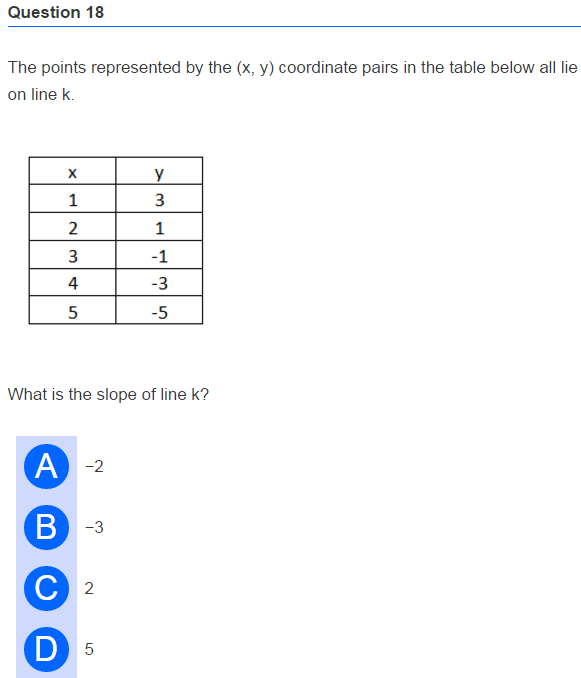 Question 18
The points represented by the (x, y) coordinate pairs in the table below all lie
on line k.
x y
1 3
2 1
3 -1
4 -3
5 -5
What is the slope of line k?
A −2
B −3
C 2
D 5